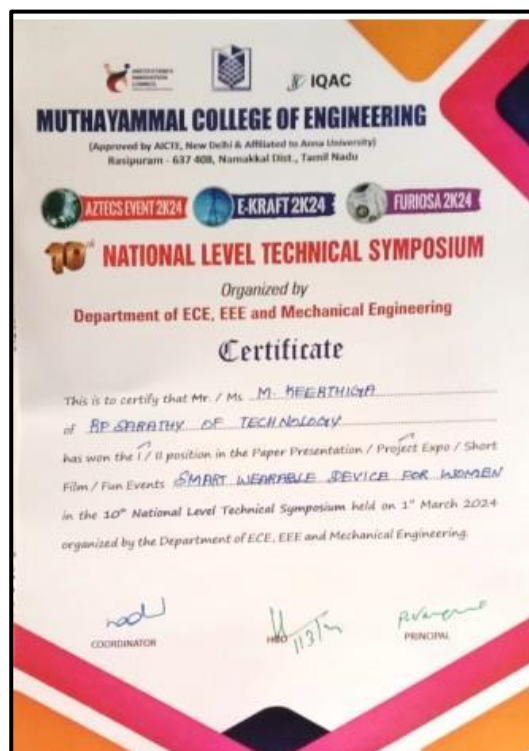 INSTITUTION'S
INNOVATION
COUNCIL
IQAC
MUTHAYAMMAL COLLEGE OF ENGINEERING
(Approved by AICTE, New Delhi & Affiliated to Anna University)
Rasipuram - 637 408, Namakkal Dist., Tamil Nadu
AZTECS EVENT 2K24 E-KRAFT 2K24 FURIOSA 2K24
10th NATIONAL LEVEL TECHNICAL SYMPOSIUM
Organized by
Department of ECE, EEE and Mechanical Engineering
Certificate
This is to certify that Mr. / Ms. M. KEERTHIGA
of RP SARATHY OF TECHNOLOGY
has won the I / II position in the Paper Presentation / Project Expo / Short
Film / Fun Events SMART WEARABLE DEVICE FOR WOMEN
in the 10th National Level Technical Symposium held on 1st March 2024
organized by the Department of ECE, EEE and Mechanical Engineering.
COORDINATOR HOD PRINCIPAL